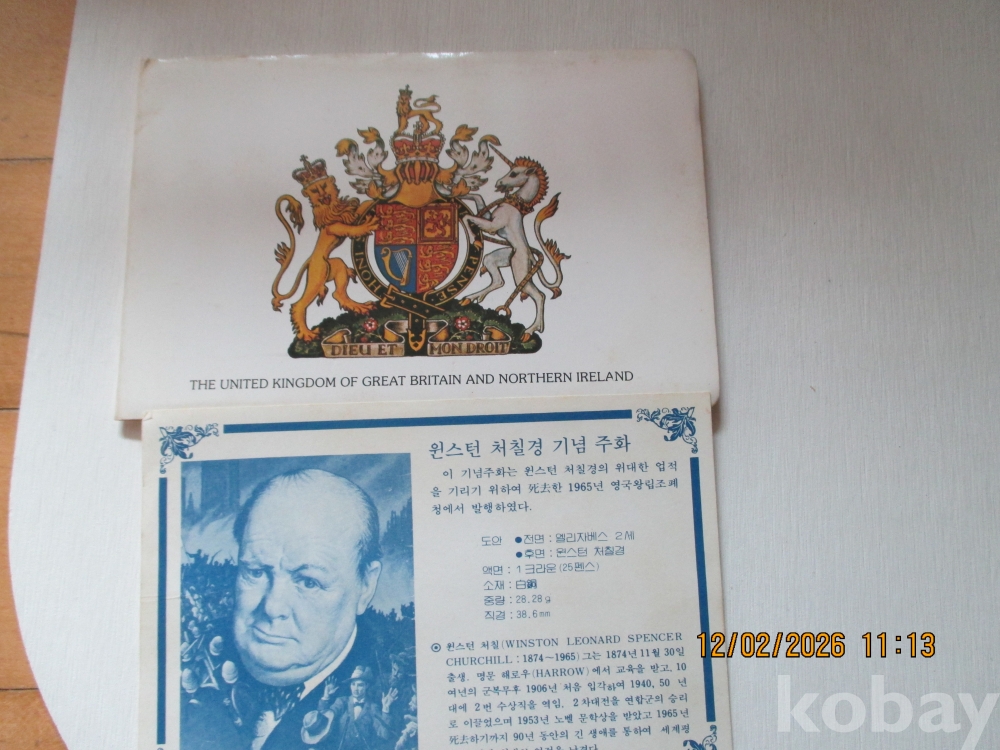 HONI
Y PENSE
DIEU ET MON DROIT
THE UNITED KINGDOM OF GREAT BRITAIN AND NORTHERN IRELAND
윈스턴 처칠경 기념 주화
이 기념주화는 윈스턴 처칠경의 위대한 업적
을 기리기 위하여 死去한 1965년 영국왕립조폐
청에서 발행하였다.
도안 ●전면 : 엘리자베스 2세
●후면 : 윈스턴 처칠경
액면 : 1 크라운 (25펜스)
소재 : 白銅
중량 : 28.28g
직경 : 38.6mm
⊙ 윈스턴 처칠(WINSTON LEONARD SPENCER
CHURCHILL : 1874~1965) 그는 1874년 11월 30일
출생. 명문 해로우(HARROW)에서 교육을 받고, 10
여년의 군복무후 1906년 처음 입각하여 1940, 50 년
대에 2번 수상직을 역임, 2차대전을 연합군의 승리
로 이끌었으며 1953년 노벨 문학상을 받았고 1965년
死去하기까지 90년 동안의 긴 생애를 통하여 세계평
12/02/2026 11:13
kobay